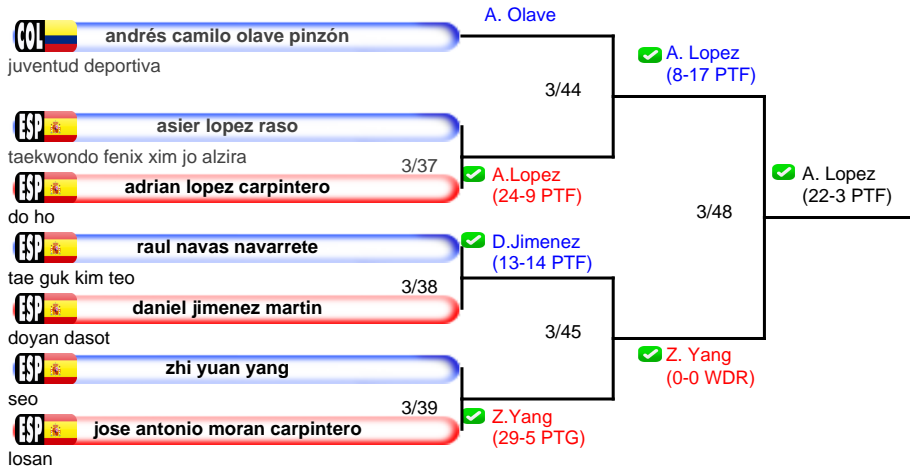 COL andrés camilo olave pinzón
juventud deportiva
A. Olave
3/44
A. Lopez
(8-17 PTF)
ESP asier lopez raso
taekwondo fenix xim jo alzira
3/37
ESP adrian lopez carpintero
do ho
A.Lopez
(24-9 PTF)
3/48
A. Lopez
(22-3 PTF)
ESP raul navas navarrete
tae guk kim teo
3/38
ESP daniel jimenez martin
doyan dasot
D.Jimenez
(13-14 PTF)
3/45
Z. Yang
(0-0 WDR)
ESP zhi yuan yang
seo
3/39
ESP jose antonio moran carpintero
losan
Z.Yang
(29-5 PTG)